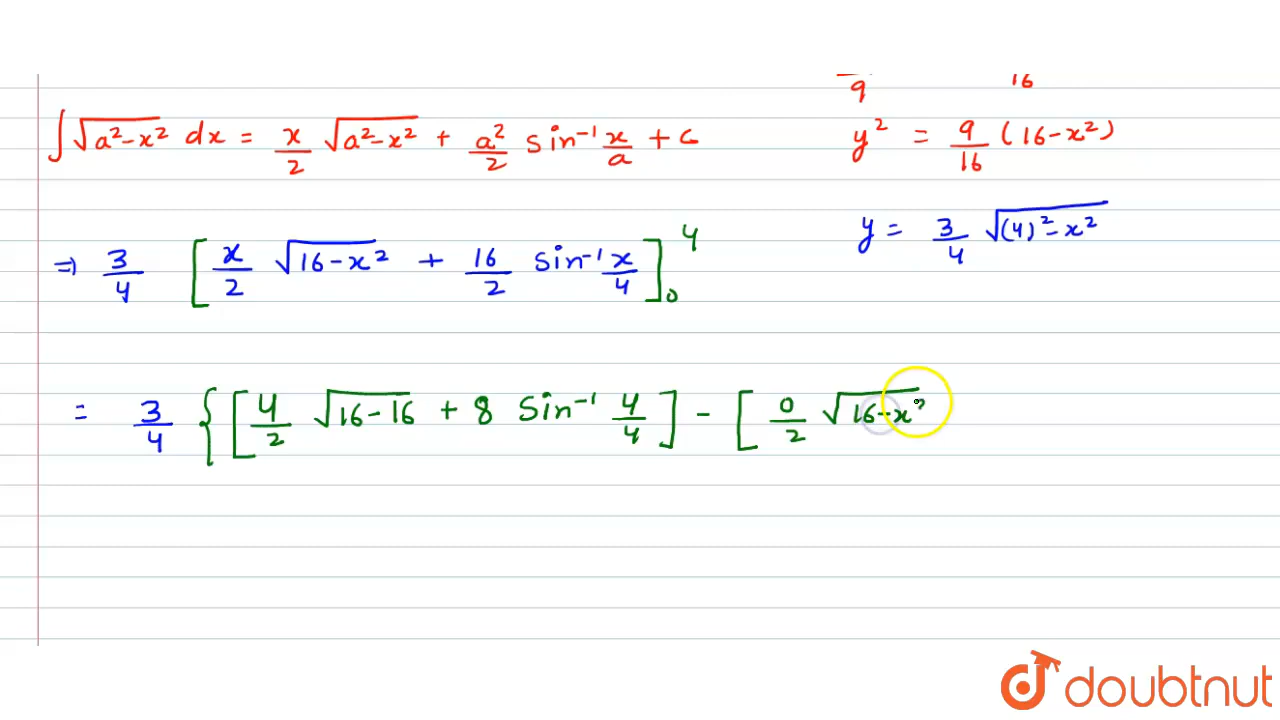 9 16
∫√a²-x² dx = x/2 √a²-x² + a²/2 sin⁻¹ x/a + c
y² = 9/16 (16-x²)
y = 3/4 √(4)²-x²
⇒ 3/4 [x/2 √16-x² + 16/2 sin⁻¹ x/4]₀⁴
= 3/4 {[4/2 √16-16 + 8 sin⁻¹ 4/4] - [0/2 √16-x²
doubtnut